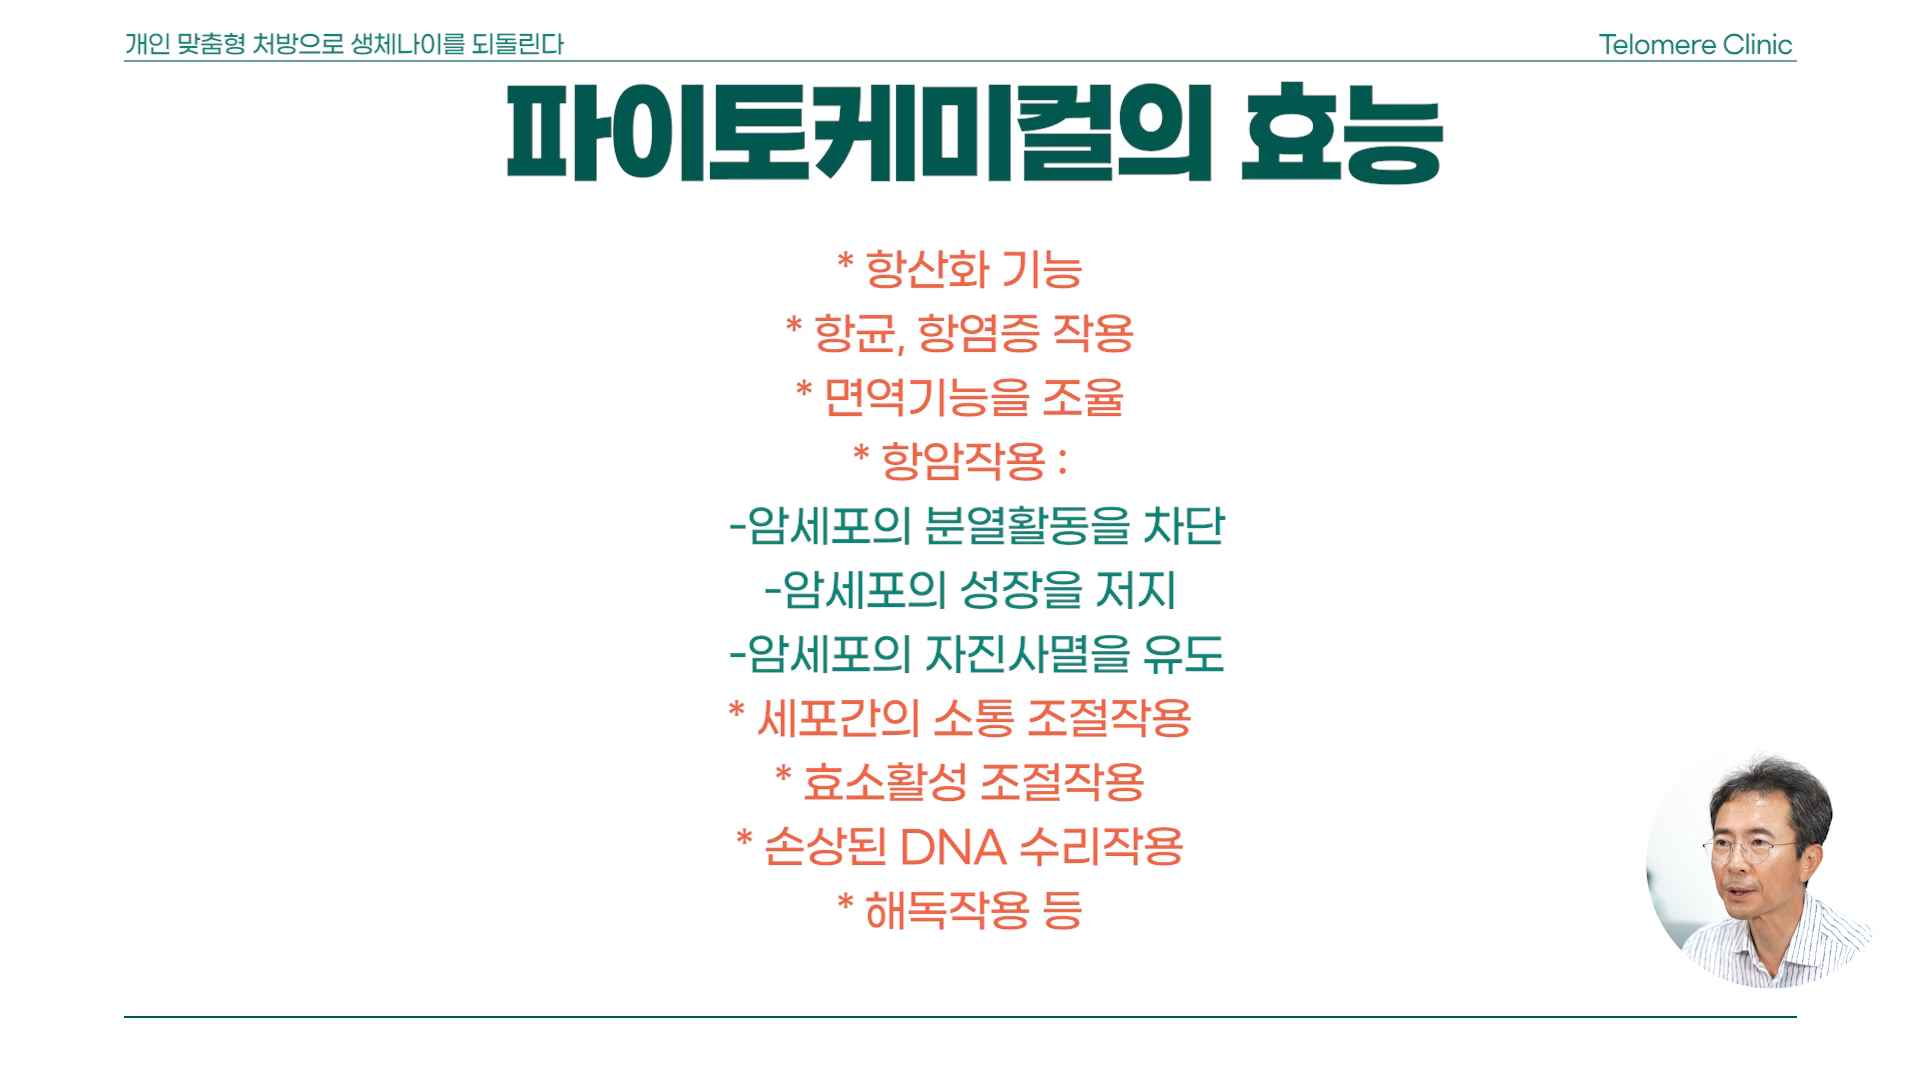 개인 맞춤형 처방으로 생체나이를 되돌린다
Telomere Clinic
파이토케미컬의 효능
* 항산화 기능
* 항균, 항염증 작용
* 면역기능을 조율
* 항암작용 :
-암세포의 분열활동을 차단
-암세포의 성장을 저지
-암세포의 자진사멸을 유도
* 세포간의 소통 조절작용
* 효소활성 조절작용
* 손상된 DNA 수리작용
* 해독작용 등